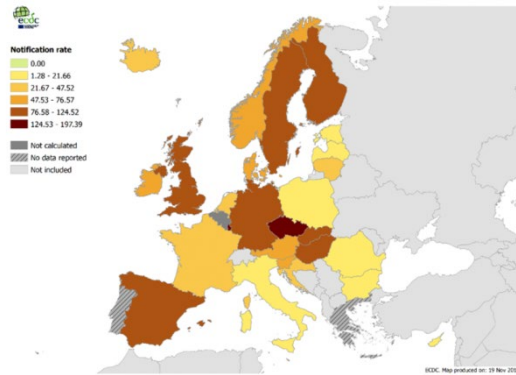 ecdc
Notification rate
0.00
1.28 - 21.66
21.67 - 47.52
47.53 - 76.57
76.58 - 124.52
124.53 - 197.39
Not calculated
No data reported
Not included
ECDC. Map produced on: 19 Nov 201